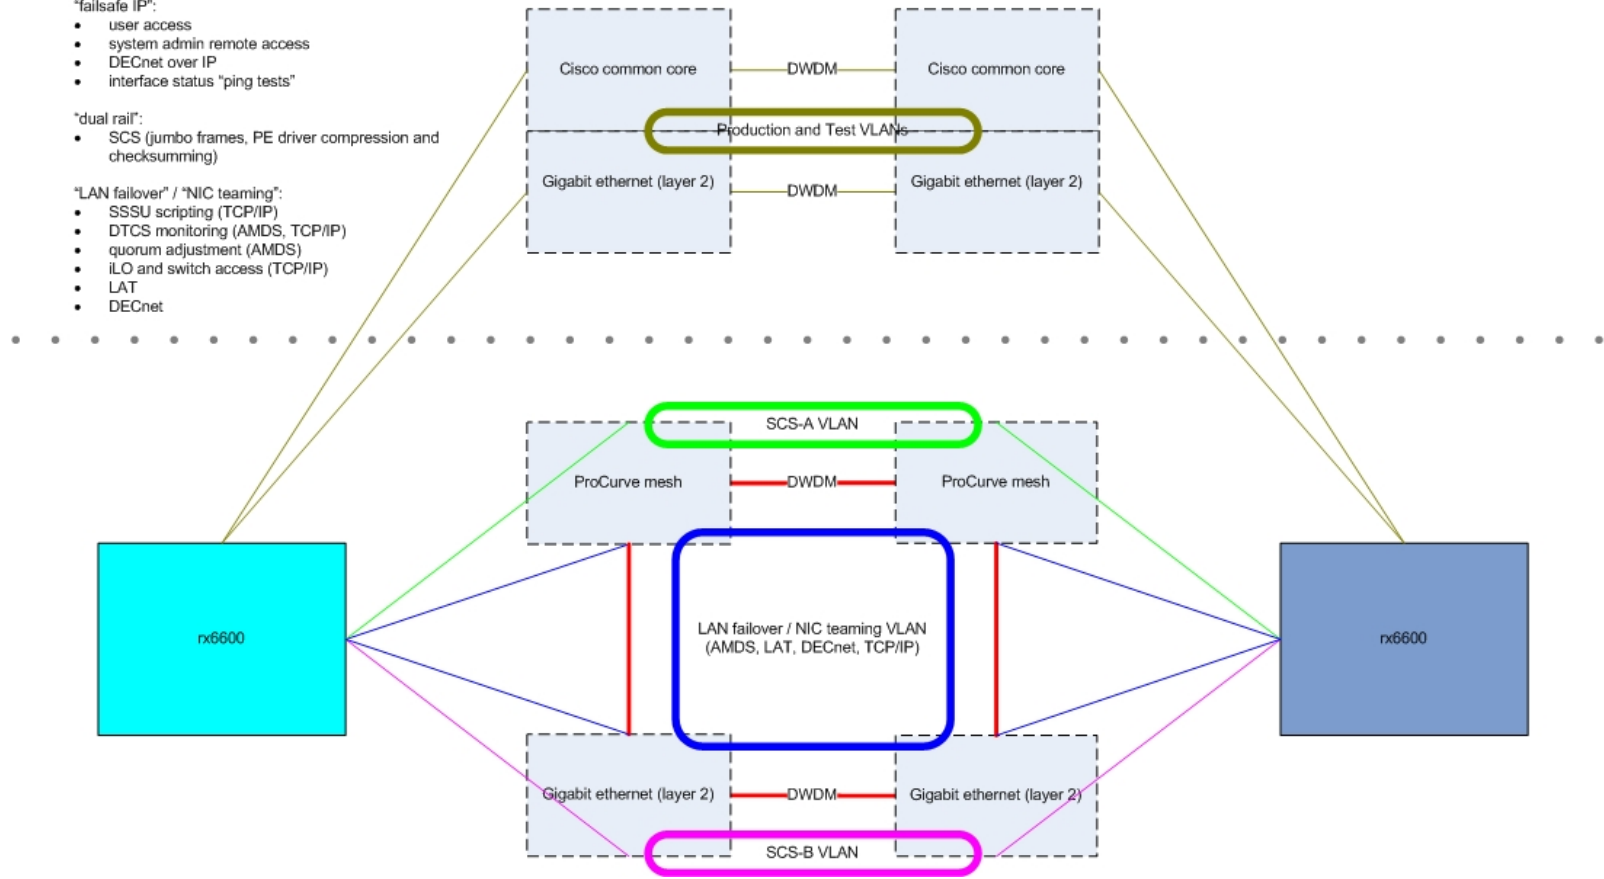 "failsafe IP":
• user access
• system admin remote access
• DECnet over IP
• interface status "ping tests"
"dual rail":
• SCS (jumbo frames, PE driver compression and
checksumming)
"LAN failover" / "NIC teaming":
• SSSU scripting (TCP/IP)
• DTCS monitoring (AMDS, TCP/IP)
• quorum adjustment (AMDS)
• iLO and switch access (TCP/IP)
• LAT
• DECnet
Cisco common core
DWDM
Cisco common core
Production and Test VLANs
Gigabit ethernet (layer 2)
DWDM
Gigabit ethernet (layer 2)
SCS-A VLAN
ProCurve mesh
DWDM
ProCurve mesh
rx6600
LAN failover / NIC teaming VLAN
(AMDS, LAT, DECnet, TCP/IP)
rx6600
Gigabit ethernet (layer 2)
DWDM
Gigabit ethernet (layer 2)
SCS-B VLAN